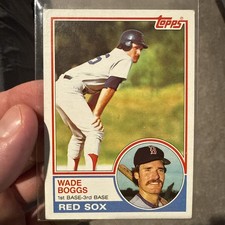 Topps
WADE
BOGGS
1st BASE-3rd BASE
RED SOX
B